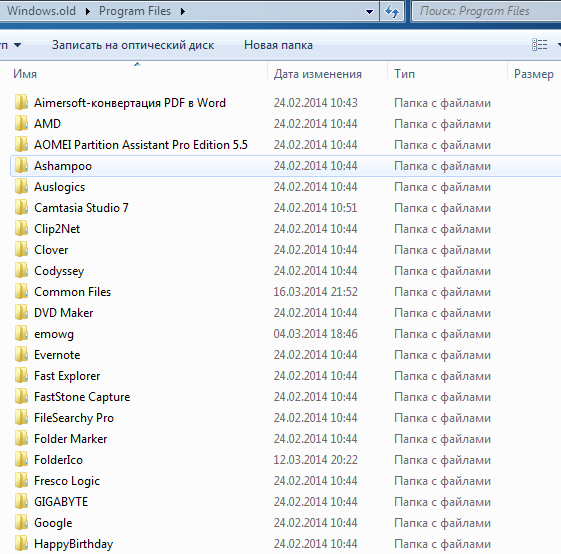 Windows.old ▸ Program Files ▸ Поиск: Program Files
уп ▾ Записать на оптический диск Новая папка
Имя Дата изменения Тип Размер
Aimersoft-конвертация PDF в Word 24.02.2014 10:43 Папка с файлами
AMD 24.02.2014 10:44 Папка с файлами
AOMEI Partition Assistant Pro Edition 5.5 24.02.2014 10:44 Папка с файлами
Ashampoo 24.02.2014 10:44 Папка с файлами
Auslogics 24.02.2014 10:44 Папка с файлами
Camtasia Studio 7 24.02.2014 10:51 Папка с файлами
Clip2Net 24.02.2014 10:44 Папка с файлами
Clover 24.02.2014 10:44 Папка с файлами
Codyssey 24.02.2014 10:44 Папка с файлами
Common Files 16.03.2014 21:52 Папка с файлами
DVD Maker 24.02.2014 10:44 Папка с файлами
emowg 04.03.2014 18:46 Папка с файлами
Evernote 24.02.2014 10:44 Папка с файлами
Fast Explorer 24.02.2014 10:44 Папка с файлами
FastStone Capture 24.02.2014 10:44 Папка с файлами
FileSearchy Pro 24.02.2014 10:44 Папка с файлами
Folder Marker 24.02.2014 10:44 Папка с файлами
FolderIco 12.03.2014 20:22 Папка с файлами
Fresco Logic 24.02.2014 10:44 Папка с файлами
GIGABYTE 24.02.2014 10:44 Папка с файлами
Google 24.02.2014 10:44 Папка с файлами
HappyBirthday 24.02.2014 10:44 Папка с файлами